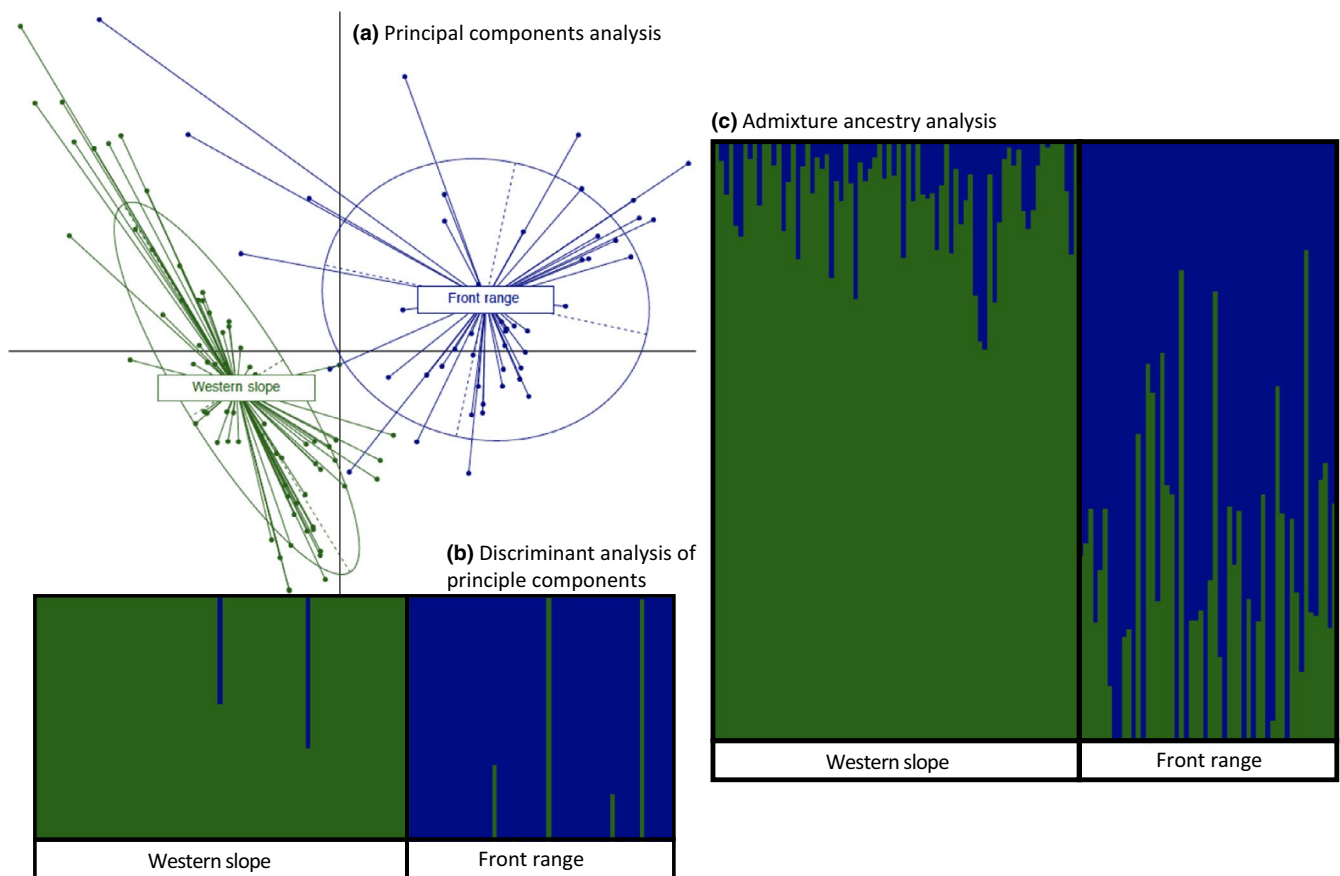 (a) Principal components analysis
Front range
Western slope
(b) Discriminant analysis of
principle components
Western slope
Front range
(c) Admixture ancestry analysis
Western slope
Front range